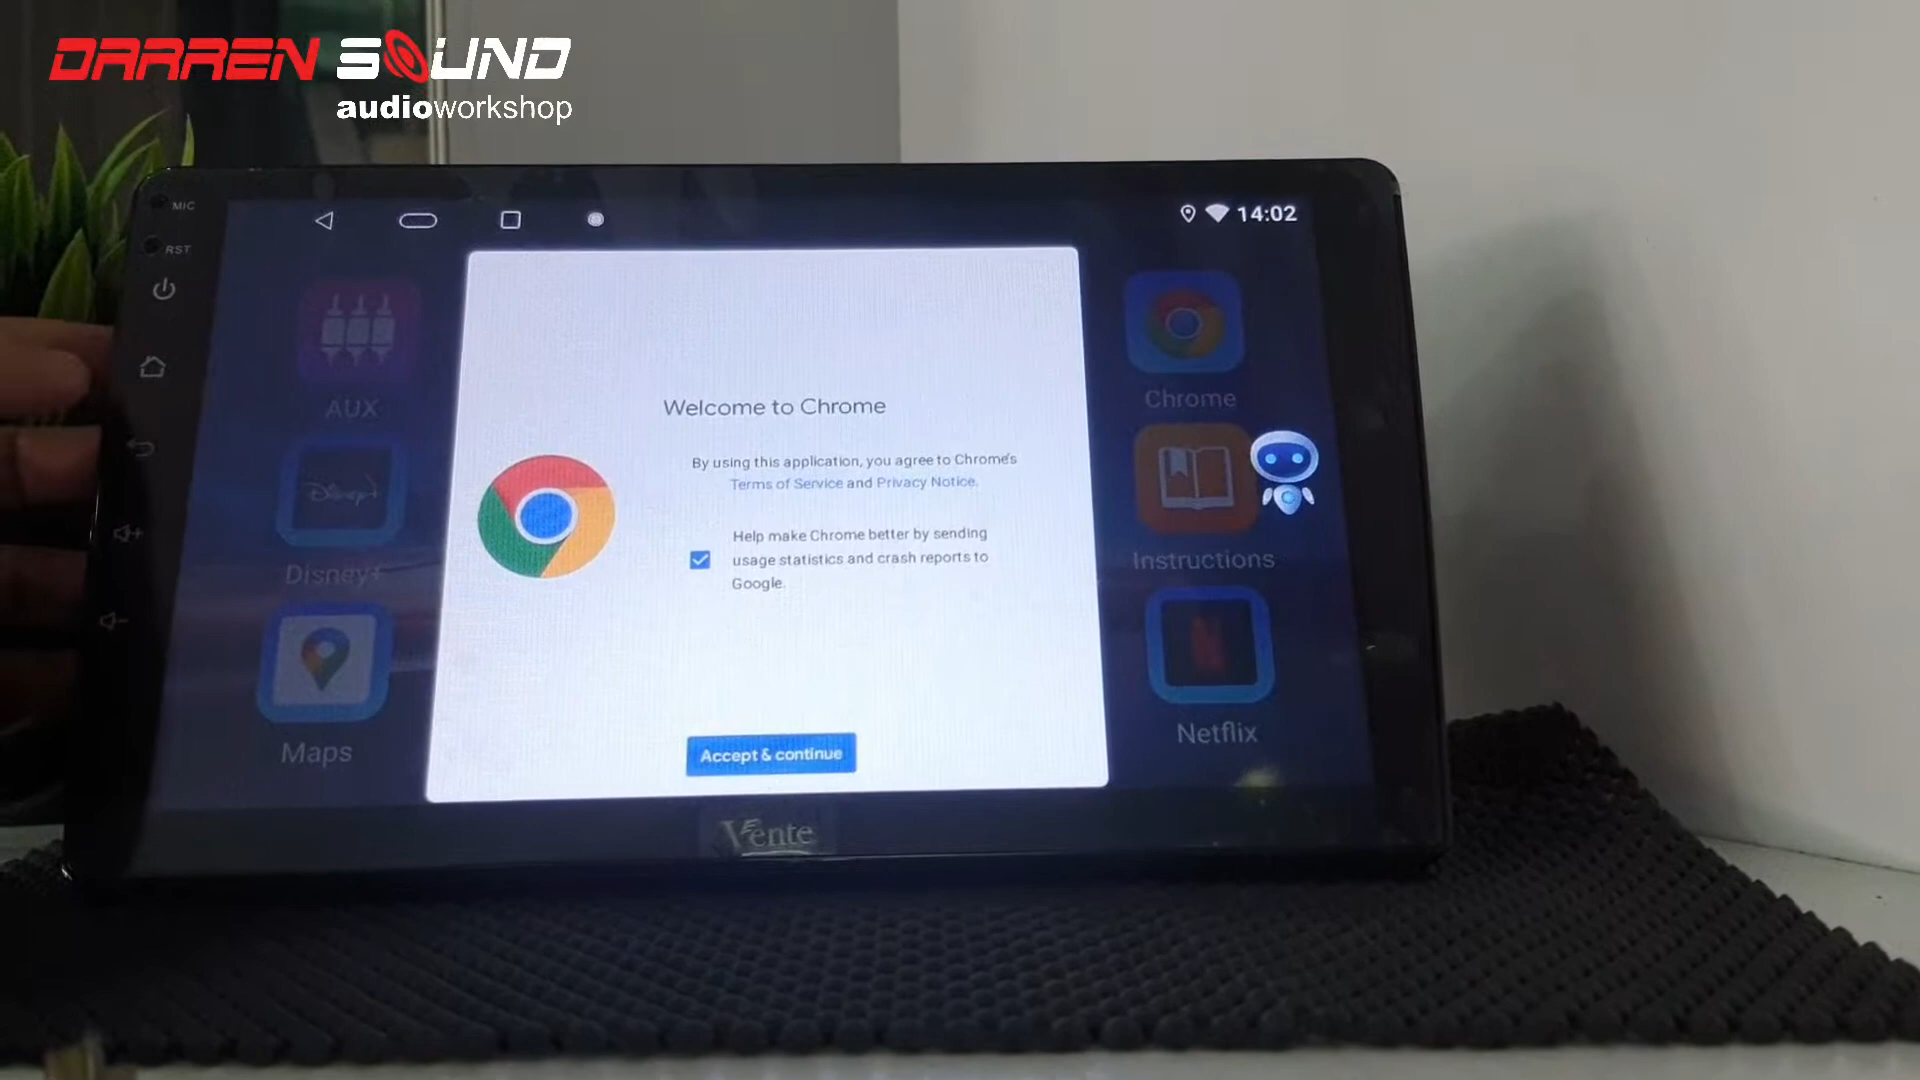 DARREN SOUND
audioworkshop
MIC
RST
14:02
AUX
Disney+
Disney+
Maps
Welcome to Chrome
By using this application, you agree to Chrome's
Terms of Service and Privacy Notice.
Help make Chrome better by sending
usage statistics and crash reports to
Google.
Accept & continue
Chrome
Instructions
N
Netflix
Vente